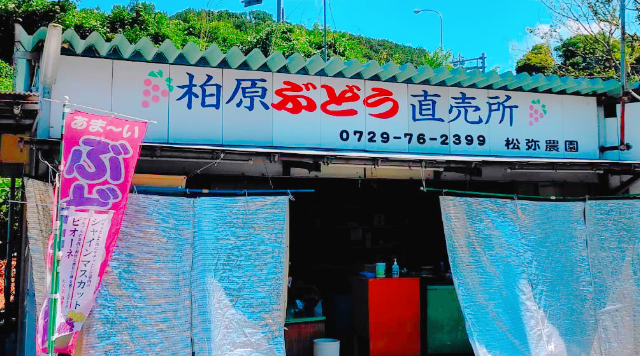 柏原ぶどう直売所
0729-76-2399 松弥農園
あま〜い
ぶど
シャインマスカット
ピオーネ